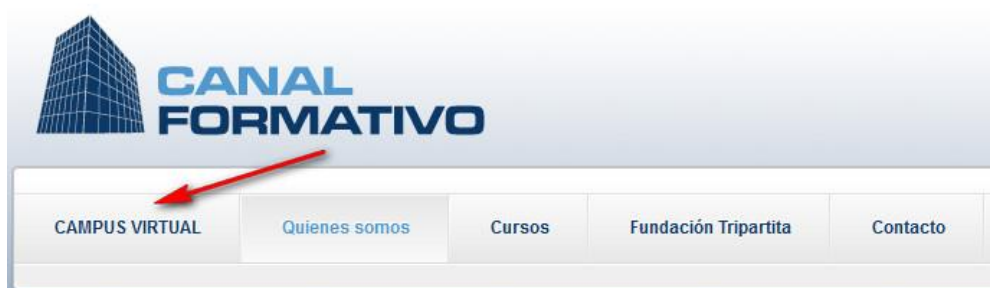 CANAL
FORMATIVO
CAMPUS VIRTUAL Quienes somos Cursos Fundación Tripartita Contacto